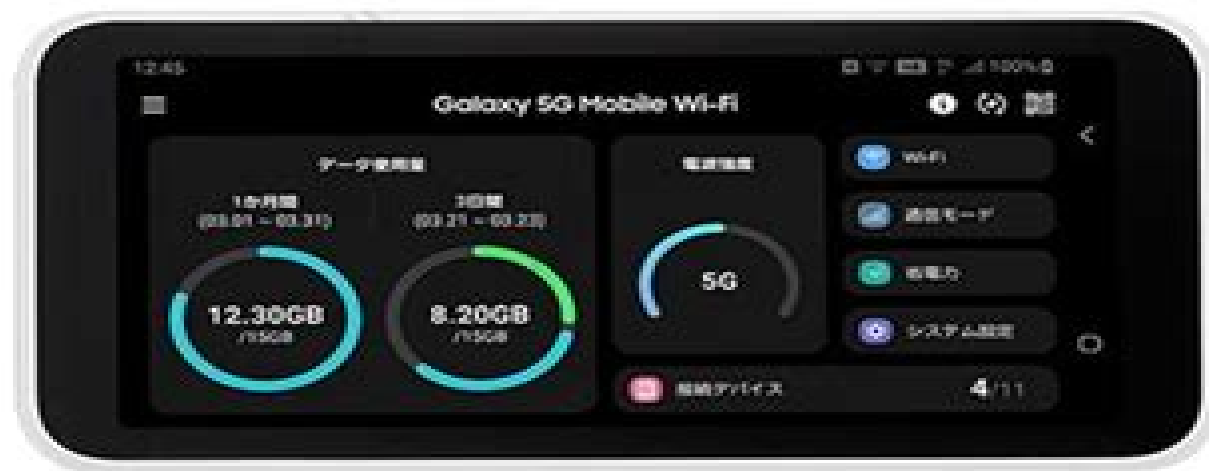 12:45
100%
Galaxy 5G Mobile Wi-Fi
データ使用量
1か月間
(03.01 ~ 03.31)
12.30GB
/15GB
3日間
(03.21 ~ 03.23)
8.20GB
/15GB
電波強度
5G
Wi-Fi
通信モード
省電力
システム設定
接続デバイス
4/11